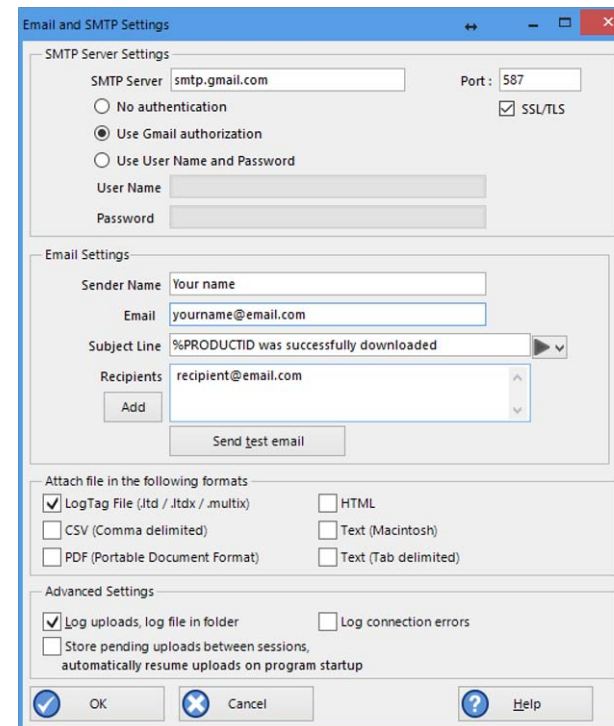 Email and SMTP Settings
SMTP Server Settings
SMTP Server smtp.gmail.com Port : 587
No authentication SSL/TLS
Use Gmail authorization
Use User Name and Password
User Name
Password
Email Settings
Sender Name Your name
Email yourname@email.com
Subject Line %PRODUCTID was successfully downloaded
Recipients recipient@email.com
Add
Send test email
Attach file in the following formats
LogTag File (.ltd / .ltdx / .multix) HTML
CSV (Comma delimited) Text (Macintosh)
PDF (Portable Document Format) Text (Tab delimited)
Advanced Settings
Log uploads, log file in folder Log connection errors
Store pending uploads between sessions,
automatically resume uploads on program startup
OK Cancel Help